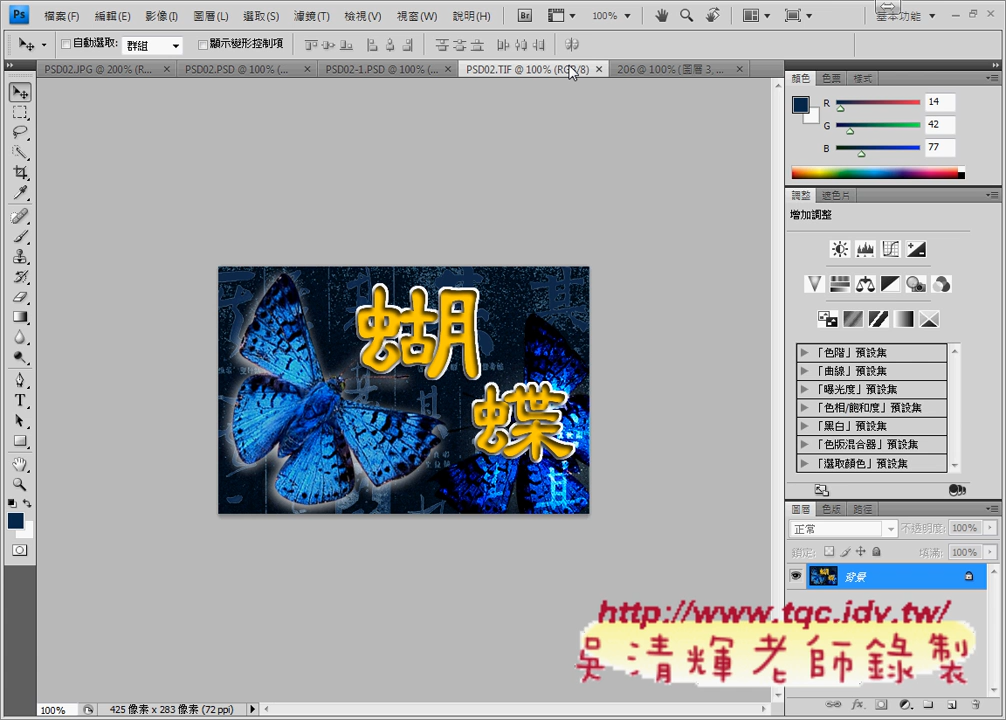 Ps 檔案(F) 編輯(E) 影像(I) 圖層(L) 選取(S) 濾鏡(T) 檢視(V) 視窗(W) 說明(H) Br 100% 基本功能
自動選取: 群組 顯示變形控制項
PSD02.JPG @ 200% (R... × PSD02.PSD @ 100% (... × PSD02-1.PSD @ 100% (... × PSD02.TIF @ 100% (RGB/8) × 206 @ 100% (圖層 3, ... ×
顏色 色票 樣式
R 14
G 42
B 77
調整 遮色片
增加調整
「色階」預設集
「曲線」預設集
「曝光度」預設集
「色相/飽和度」預設集
「黑白」預設集
「色版混合器」預設集
「選取顏色」預設集
蝴
蝶
圖層 色版 路徑
正常 不透明度: 100%
鎖定: 填滿: 100%
背景
http://www.tqc.idv.tw/
吳清輝老師錄製
100% 425 像素 x 283 像素 (72 ppi)